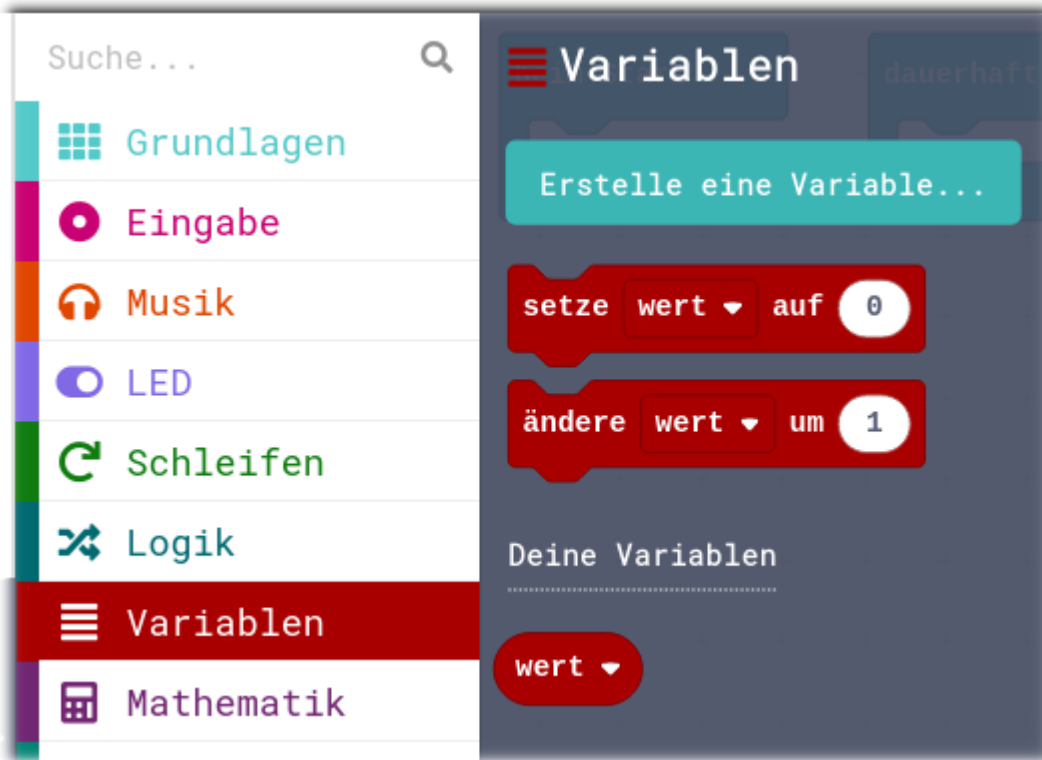 Suche...
Grundlagen
Eingabe
Musik
LED
Schleifen
Logik
Variablen
Mathematik
Variablen
dauerhaft
Erstelle eine Variable...
setze wert auf 0
ändere wert um 1
Deine Variablen
wert